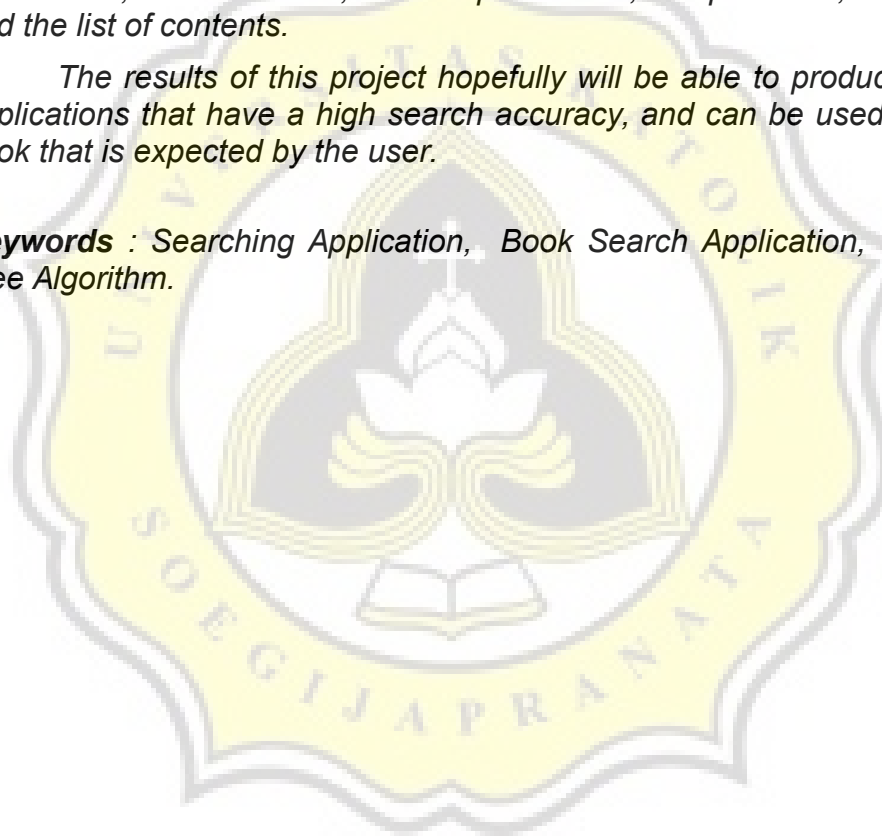 d the list of contents.
The results of this project hopefully will be able to produc
plications that have a high search accuracy, and can be used
ok that is expected by the user.
eywords : Searching Application, Book Search Application,
ee Algorithm.
UNIVERSITAS KATOLIK
SOEGIJAPRANATA